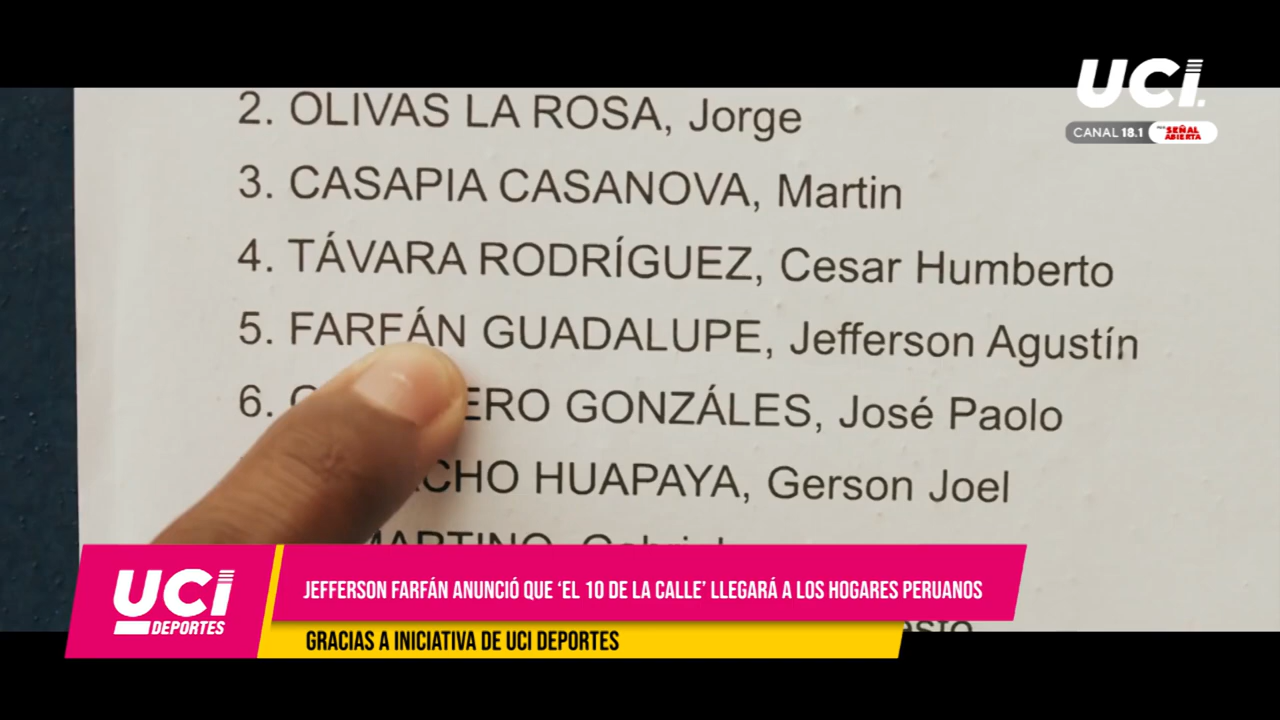 UCI.
CANAL 18.1 SEÑAL ABIERTA
2. OLIVAS LA ROSA, Jorge
3. CASAPIA CASANOVA, Martin
4. TÁVARA RODRÍGUEZ, Cesar Humberto
5. FARFÁN GUADALUPE, Jefferson Agustín
6. ERO GONZÁLES, José Paolo
CHO HUAPAYA, Gerson Joel
MARTINO,
UCI
DEPORTES
JEFFERSON FARFÁN ANUNCIÓ QUE ‘EL 10 DE LA CALLE’ LLEGARÁ A LOS HOGARES PERUANOS
GRACIAS A INICIATIVA DE UCI DEPORTES